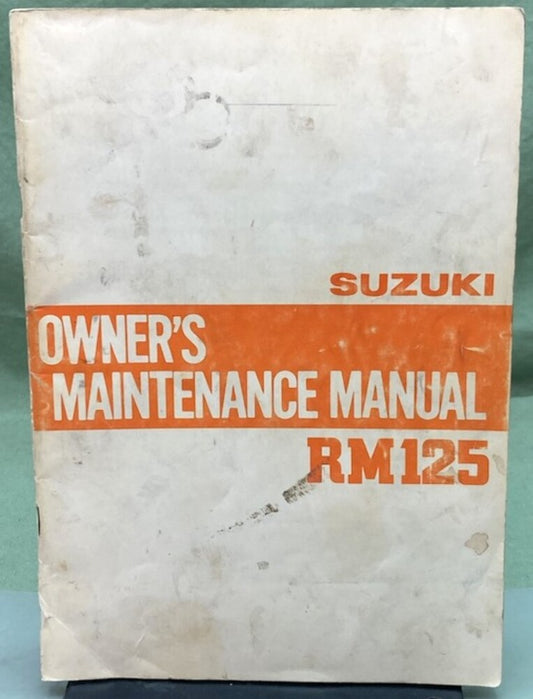 SUZUKI
OWNER'S
MAINTENANCE MANUAL
RM125